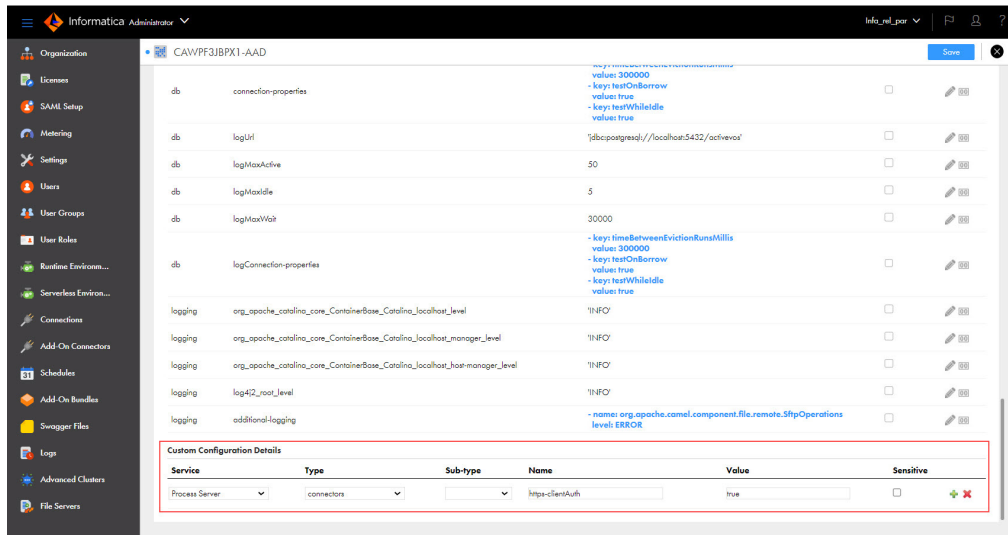 Informatica Administrator
Infa_rel_par
?
Organization
Licenses
SAML Setup
Metering
Settings
Users
User Groups
User Roles
Runtime Environm...
Serverless Environ...
Connections
Add-On Connectors
31 Schedules
Add-On Bundles
Swagger Files
Logs
Advanced Clusters
File Servers
CAWPF3JBPX1-AAD
Save
- key: timeBetweenEvictionRunsMillis
db connection-properties value: 300000
- key: testOnBorrow
value: true
- key: testWhileIdle
value: true
db logUrl 'jdbc:postgresql://localhost:5432/activevos'
db logMaxActive 50
db logMaxIdle 5
db logMaxWait 30000
db logConnection-properties - key: timeBetweenEvictionRunsMillis
value: 300000
- key: testOnBorrow
value: true
- key: testWhileIdle
value: true
logging org_apache_catalina_core_ContainerBase_Catalina_localhost_level 'INFO'
logging org_apache_catalina_core_ContainerBase_Catalina_localhost_manager_level 'INFO'
logging org_apache_catalina_core_ContainerBase_Catalina_localhost_host-manager_level 'INFO'
logging log4j2_root_level 'INFO'
logging additional-logging - name: org.apache.camel.component.file.remote.SftpOperations
level: ERROR
Custom Configuration Details
Service Type Sub-type Name Value Sensitive
Process Server connectors https-clientAuth true